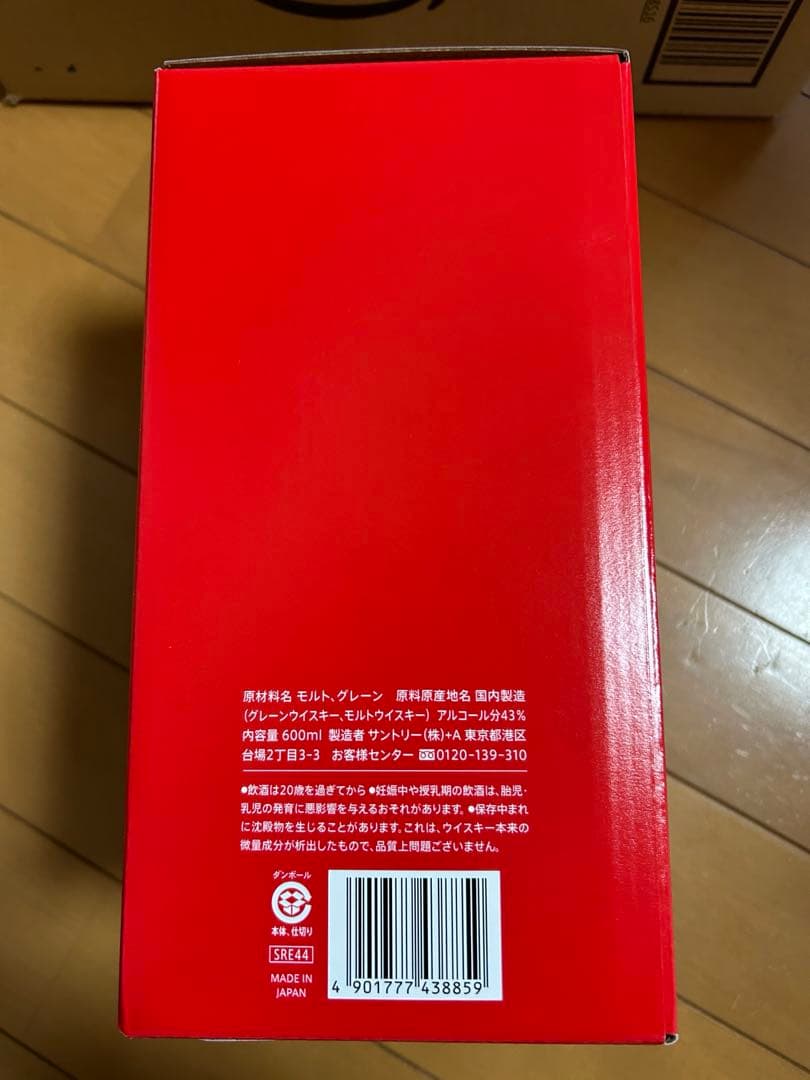 原材料名 モルト、グレーン 原料原産地名 国内製造
(グレーンウイスキー、モルトウイスキー) アルコール分43%
内容量 600ml 製造者 サントリー(株)+A 東京都港区
台場2丁目3-3 お客様センター 0120-139-310
●飲酒は20歳を過ぎてから ●妊娠中や授乳期の飲酒は、胎児・
乳児の発育に悪影響を与えるおそれがあります。 ●保存中まれ
に沈殿物を生じることがあります。これは、ウイスキー本来の
微量成分が析出したもので、品質上問題ございません。
ダンボール
本体、仕切り
SRE44
MADE IN
JAPAN
4 901777 438859